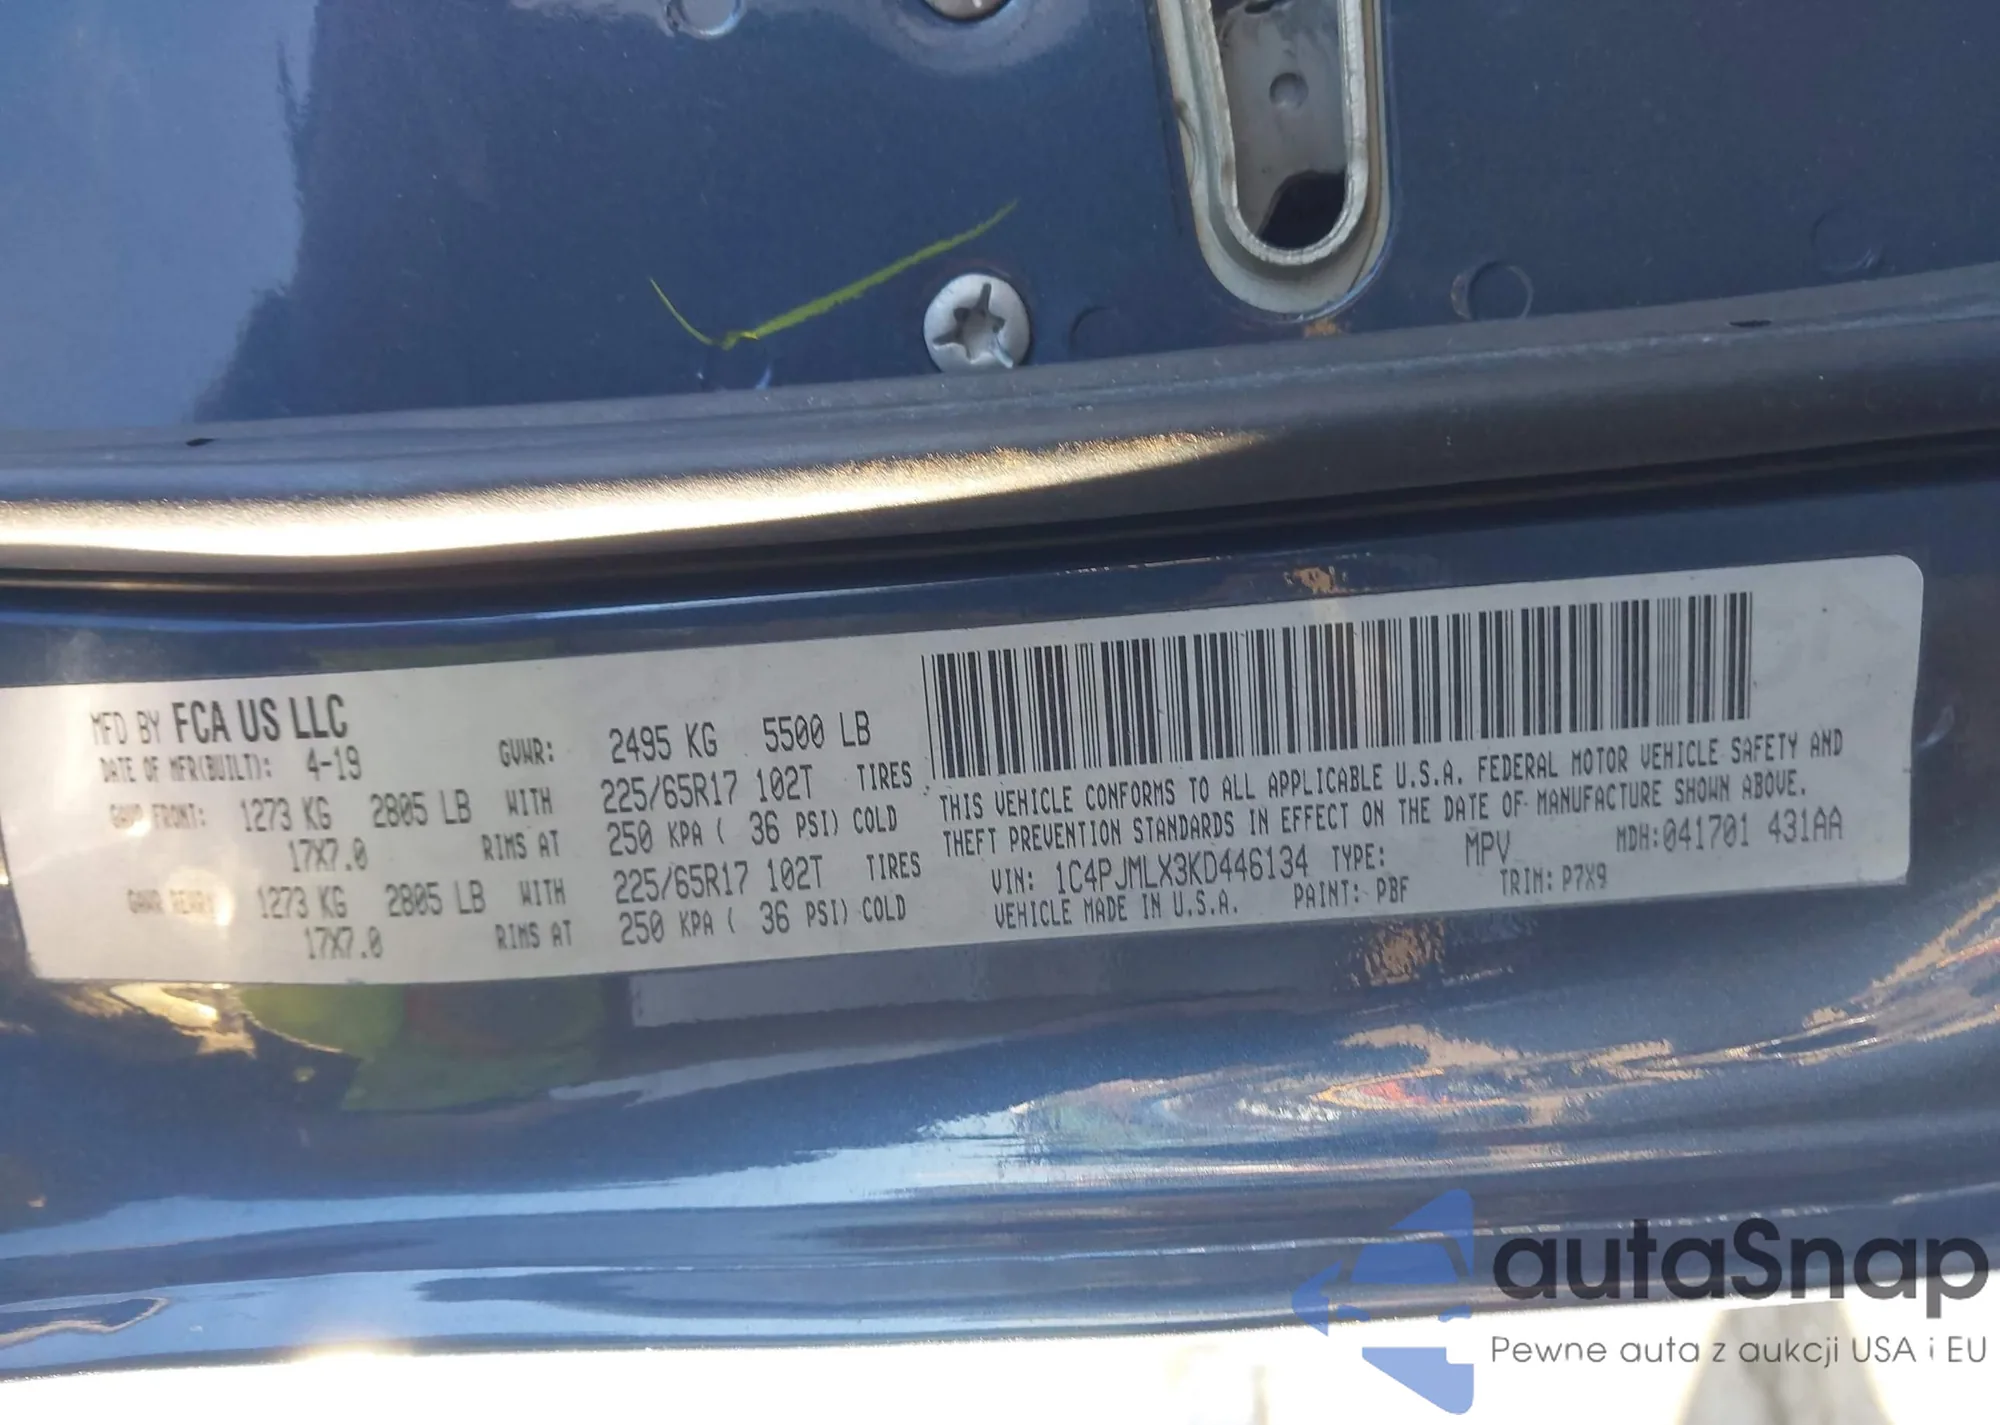 MFD BY FCA US LLC
DATE OF MFR(BUILT): 4-19 GVWR: 2495 KG 5500 LB
GAWR FRONT: 1273 KG 2805 LB WITH 225/65R17 102T TIRES
17X7.0 RIMS AT 250 KPA ( 36 PSI) COLD
GAWR REAR: 1273 KG 2805 LB WITH 225/65R17 102T TIRES
17X7.0 RIMS AT 250 KPA ( 36 PSI) COLD
THIS VEHICLE CONFORMS TO ALL APPLICABLE U.S.A. FEDERAL MOTOR VEHICLE SAFETY AND
THEFT PREVENTION STANDARDS IN EFFECT ON THE DATE OF MANUFACTURE SHOWN ABOVE.
VIN: 1C4PJMLX3KD446134 TYPE: MPV MDH:041701 431AA
VEHICLE MADE IN U.S.A. PAINT: PBF TRIM: P7X9
autaSnap
Pewne auta z aukcji USA i EU